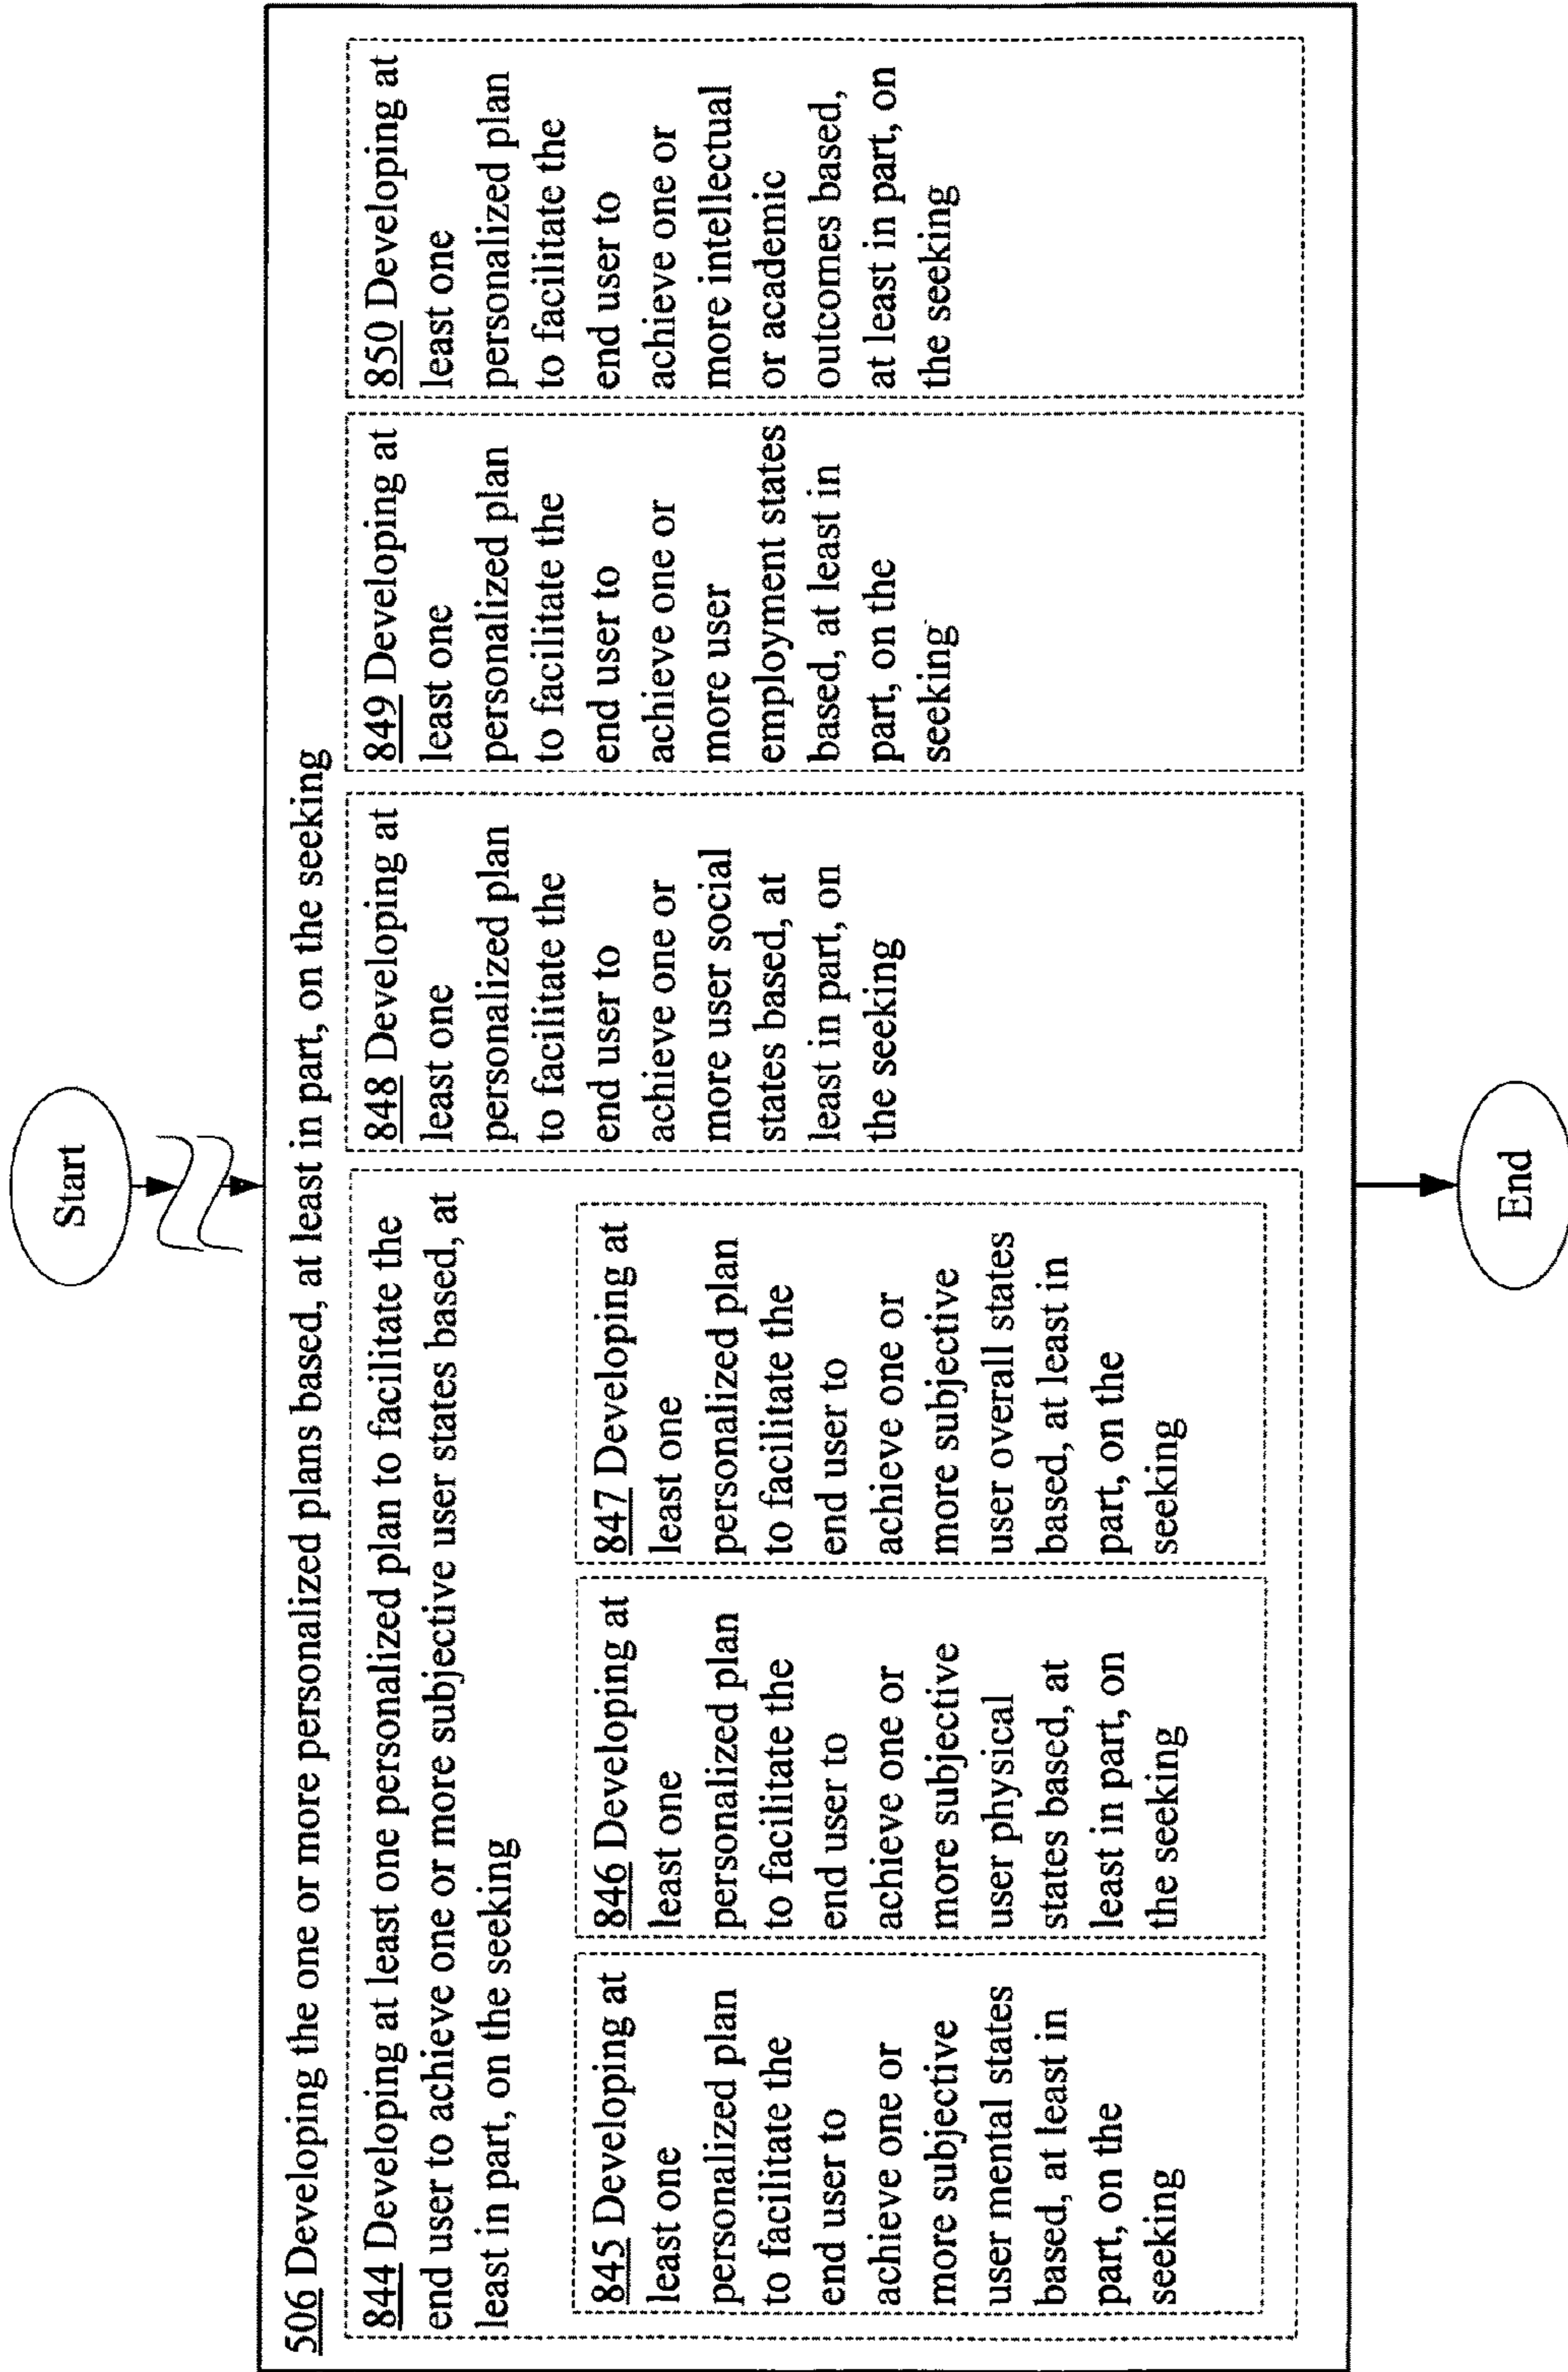 Start
506 Developing the one or more personalized plans based, at least in part, on the seeking
844 Developing at least one personalized plan to facilitate the
end user to achieve one or more subjective user states based, at
least in part, on the seeking
845 Developing at
least one
personalized plan
to facilitate the
end user to
achieve one or
more subjective
user mental states
based, at least in
part, on the
seeking
846 Developing at
least one
personalized plan
to facilitate the
end user to
achieve one or
more subjective
user physical
states based, at
least in part, on
the seeking
847 Developing at
least one
personalized plan
to facilitate the
end user to
achieve one or
more subjective
user overall states
based, at least in
part, on the
seeking
848 Developing at
least one
personalized plan
to facilitate the
end user to
achieve one or
more user social
states based, at
least in part, on
the seeking
849 Developing at
least one
personalized plan
to facilitate the
end user to
achieve one or
more user
employment states
based, at least in
part, on the
seeking
850 Developing at
least one
personalized plan
to facilitate the
end user to
achieve one or
more intellectual
or academic
outcomes based,
at least in part, on
the seeking
End